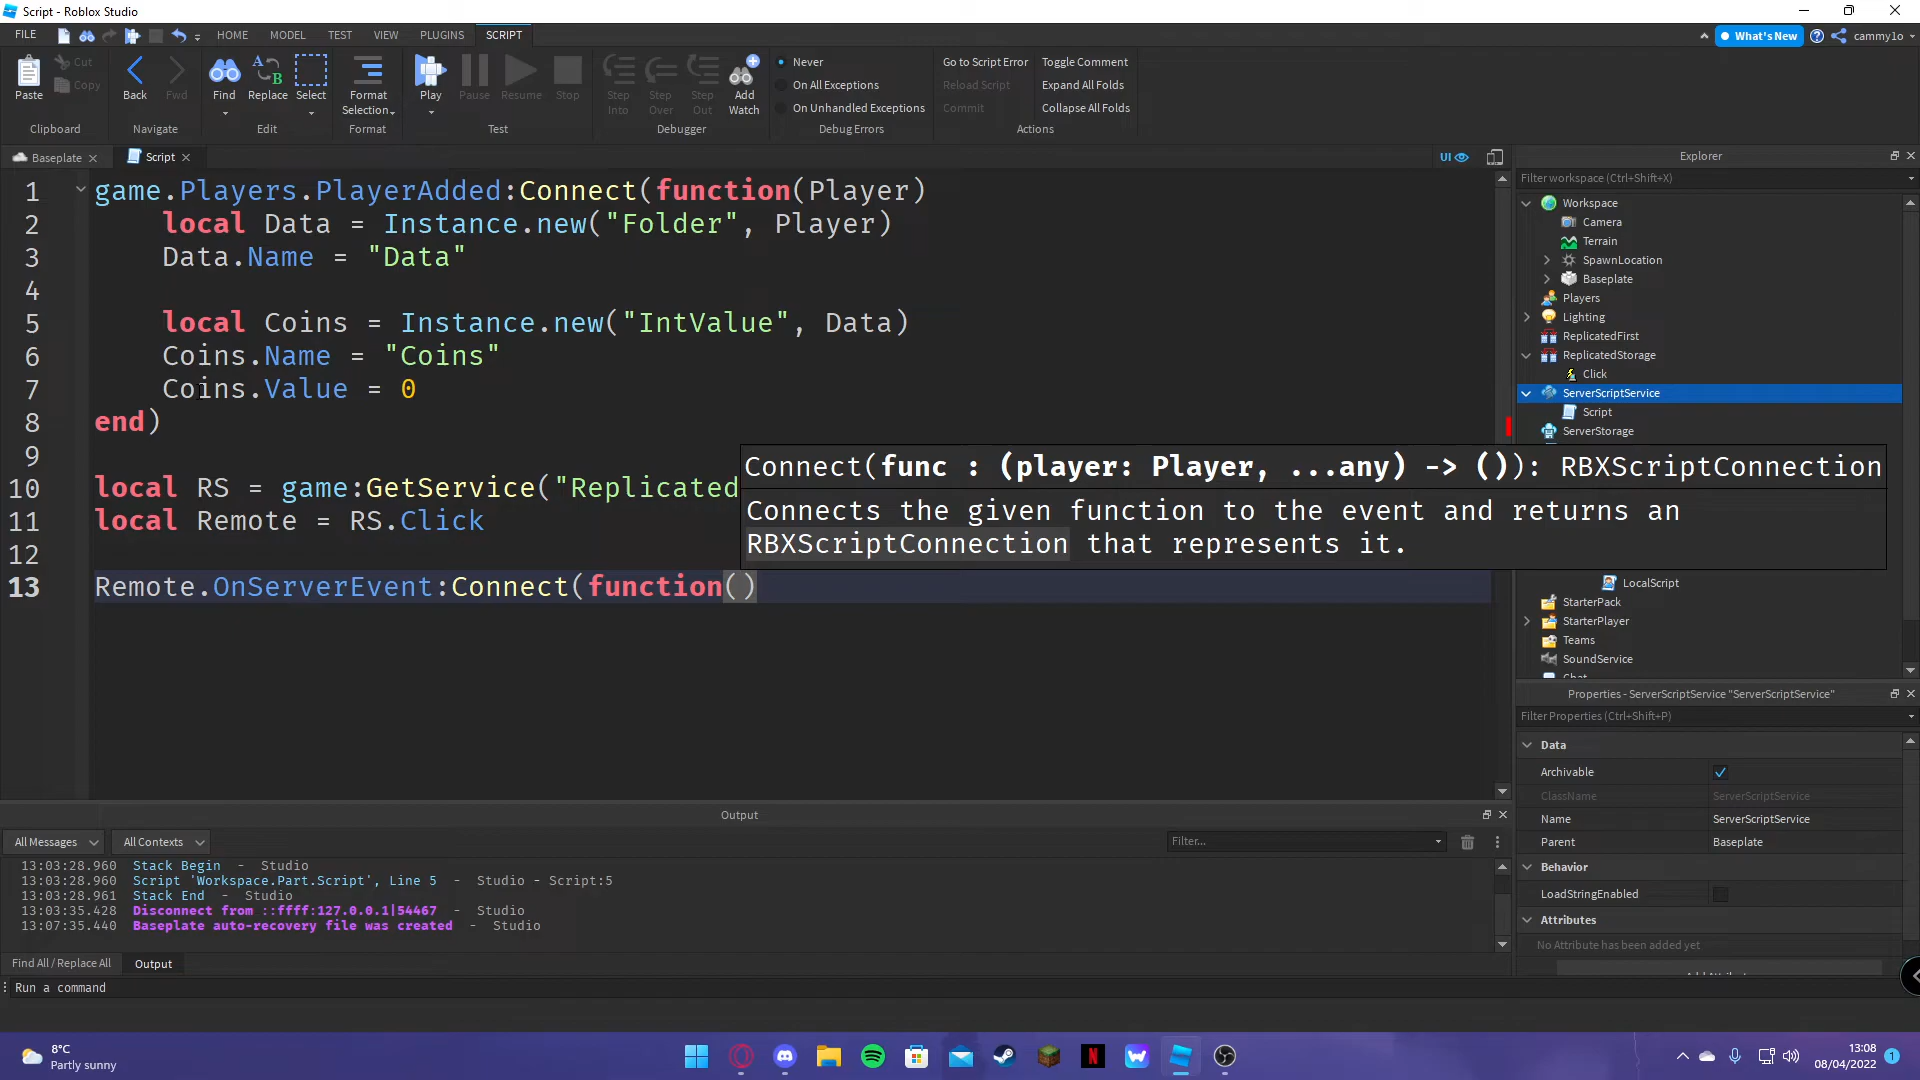 Script - Roblox Studio
FILE HOME MODEL TEST VIEW PLUGINS SCRIPT What's New cammy1o
Paste Cut Copy Back Fwd Find Replace Select Format Selection Play Pause Resume Stop Step Into Step Over Step Out Add Watch
Never
On All Exceptions
On Unhandled Exceptions
Go to Script Error
Reload Script
Commit
Toggle Comment
Expand All Folds
Collapse All Folds
Clipboard Navigate Edit Format Test Debugger Debug Errors Actions
Baseplate Script UI
1 game.Players.PlayerAdded:Connect(function(Player)
2 local Data = Instance.new("Folder", Player)
3 Data.Name = "Data"
4
5 local Coins = Instance.new("IntValue", Data)
6 Coins.Name = "Coins"
7 Coins.Value = 0
8 end)
9
10 local RS = game:GetService("Replicated
11 local Remote = RS.Click
12
13 Remote.OnServerEvent:Connect(function()
Connect(func : (player: Player, ...any) -> ()): RBXScriptConnection
Connects the given function to the event and returns an
RBXScriptConnection that represents it.
Explorer
Filter workspace (Ctrl+Shift+X)
Workspace
Camera
Terrain
SpawnLocation
Baseplate
Players
Lighting
ReplicatedFirst
ReplicatedStorage
Click
ServerScriptService
Script
ServerStorage
LocalScript
StarterPack
StarterPlayer
Teams
SoundService
Chat
Properties - ServerScriptService "ServerScriptService"
Filter Properties (Ctrl+Shift+P)
Data
Archivable
ClassName ServerScriptService
Name ServerScriptService
Parent Baseplate
Behavior
LoadStringEnabled
Attributes
No Attribute has been added yet
Output
All Messages All Contexts Filter...
13:03:28.960 Stack Begin - Studio
13:03:28.960 Script 'Workspace.Part.Script', Line 5 - Studio - Script:5
13:03:28.961 Stack End - Studio
13:03:35.428 Disconnect from ::ffff:127.0.0.1|54467 - Studio
13:07:35.440 Baseplate auto-recovery file was created - Studio
Find All / Replace All Output
Run a command
8°C
Partly sunny
13:08
08/04/2022
1